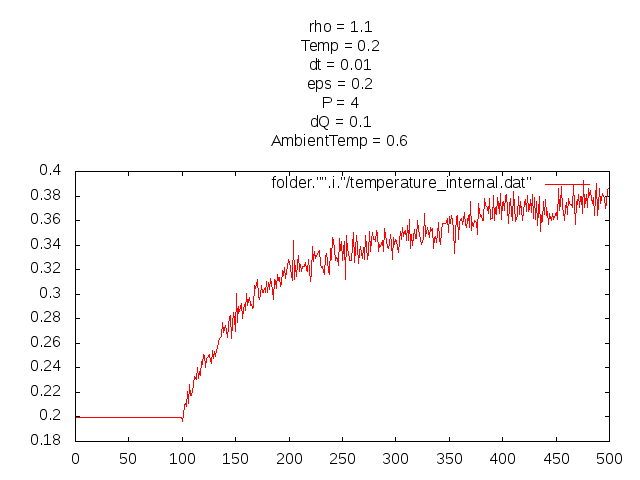 rho = 1.1
Temp = 0.2
dt = 0.01
eps = 0.2
P = 4
dQ = 0.1
AmbientTemp = 0.6
0.4
folder."".i."/temperature_internal.dat"
0.38
0.36
0.34
0.32
0.3
0.28
0.26
0.24
0.22
0.2
0.18
0 50 100 150 200 250 300 350 400 450 500